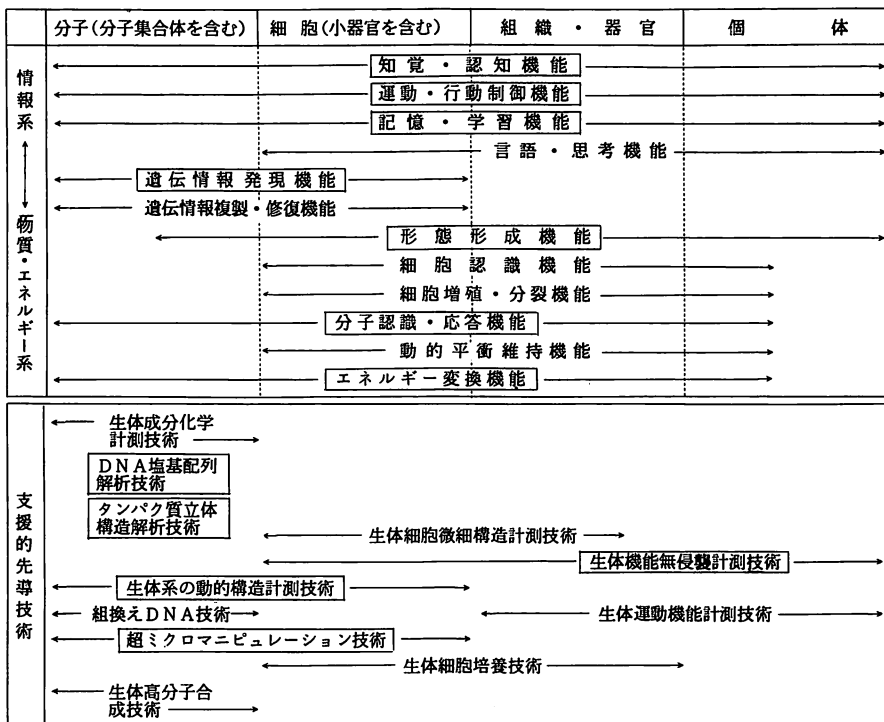 分子(分子集合体を含む)
細胞(小器官を含む)
組織・器官
個体
情報系
物質・エネルギー系
知覚・認知機能
運動・行動制御機能
記憶・学習機能
言語・思考機能
遺伝情報発現機能
遺伝情報複製・修復機能
形態形成機能
細胞認識機能
細胞増殖・分裂機能
分子認識・応答機能
動的平衡維持機能
エネルギー変換機能
支援的先導技術
生体成分化学
計測技術
DNA塩基配列
解析技術
タンパク質立体
構造解析技術
生体細胞微細構造計測技術
生体機能無侵襲計測技術
生体系の動的構造計測技術
組換えDNA技術
生体運動機能計測技術
超ミクロマニピュレーション技術
生体細胞培養技術
生体高分子合
成技術